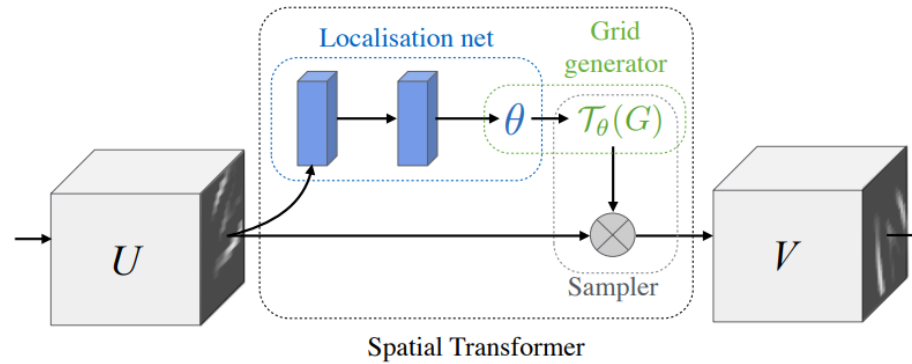 Localisation net
Grid
generator
θ
𝒯θ(G)
U
V
Sampler
Spatial Transformer